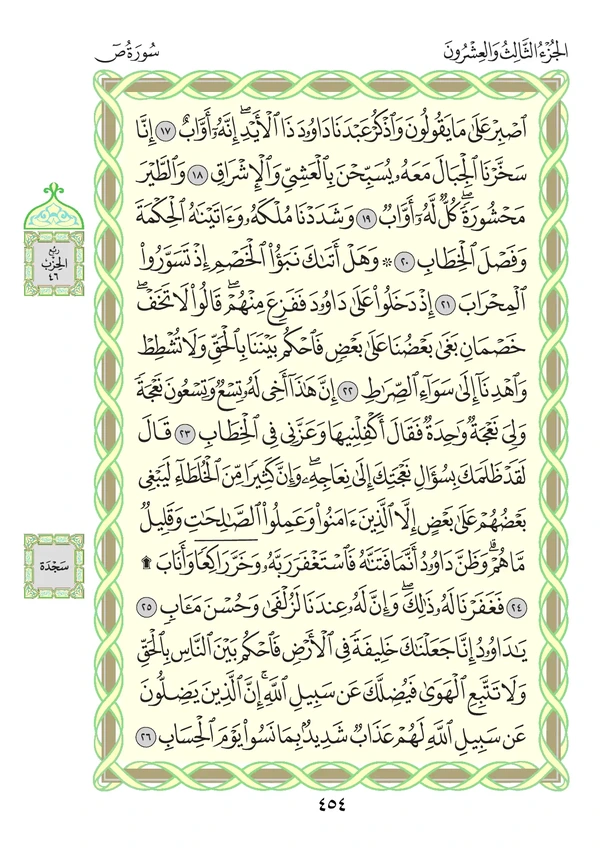 الجُزْءُ الثَّالِثُ وَالعِشْرُونَ
سُورَةُ صٓ
ٱصۡبِرۡ عَلَىٰ مَا يَقُولُونَ وَٱذۡكُرۡ عَبۡدَنَا دَاوُۥدَ ذَا ٱلۡأَيۡدِۖ إِنَّهُۥٓ أَوَّابٌ ١٧ إِنَّا
سَخَّرۡنَا ٱلۡجِبَالَ مَعَهُۥ يُسَبِّحۡنَ بِٱلۡعَشِيِّ وَٱلۡإِشۡرَاقِ ١٨ وَٱلطَّيۡرَ
مَحۡشُورَةٗۖ كُلّٞ لَّهُۥٓ أَوَّابٞ ١٩ وَشَدَدۡنَا مُلۡكَهُۥ وَءَاتَيۡنَٰهُ ٱلۡحِكۡمَةَ
وَفَصۡلَ ٱلۡخِطَابِ ٢٠ ۞ وَهَلۡ أَتَىٰكَ نَبَؤُاْ ٱلۡخَصۡمِ إِذۡ تَسَوَّرُواْ
ٱلۡمِحۡرَابَ ٢١ إِذۡ دَخَلُواْ عَلَىٰ دَاوُۥدَ فَفَزِعَ مِنۡهُمۡۖ قَالُواْ لَا تَخَفۡۖ
خَصۡمَانِ بَغَىٰ بَعۡضُنَا عَلَىٰ بَعۡضٖ فَٱحۡكُم بَيۡنَنَا بِٱلۡحَقِّ وَلَا تُشۡطِطۡ
وَٱهۡدِنَآ إِلَىٰ سَوَآءِ ٱلصِّرَٰطِ ٢٢ إِنَّ هَٰذَآ أَخِي لَهُۥ تِسۡعٞ وَتِسۡعُونَ نَعۡجَةٗ
وَلِيَ نَعۡجَةٞ وَٰحِدَةٞ فَقَالَ أَكۡفِلۡنِيهَا وَعَزَّنِي فِي ٱلۡخِطَابِ ٢٣ قَالَ
لَقَدۡ ظَلَمَكَ بِسُؤَالِ نَعۡجَتِكَ إِلَىٰ نِعَاجِهِۦۖ وَإِنَّ كَثِيرٗا مِّنَ ٱلۡخُلَطَآءِ لَيَبۡغِي
بَعۡضُهُمۡ عَلَىٰ بَعۡضٍ إِلَّا ٱلَّذِينَ ءَامَنُواْ وَعَمِلُواْ ٱلصَّٰلِحَٰتِ وَقَلِيلٞ
مَّا هُمۡۗ وَظَنَّ دَاوُۥدُ أَنَّمَا فَتَنَّٰهُ فَٱسۡتَغۡفَرَ رَبَّهُۥ وَخَرَّۤ رَاكِعٗاۤ وَأَنَابَ ۩
٢٤ فَغَفَرۡنَا لَهُۥ ذَٰلِكَۖ وَإِنَّ لَهُۥ عِندَنَا لَزُلۡفَىٰ وَحُسۡنَ مَـَٔابٖ ٢٥
يَٰدَاوُۥدُ إِنَّا جَعَلۡنَٰكَ خَلِيفَةٗ فِي ٱلۡأَرۡضِ فَٱحۡكُم بَيۡنَ ٱلنَّاسِ بِٱلۡحَقِّ
وَلَا تَتَّبِعِ ٱلۡهَوَىٰ فَيُضِلَّكَ عَن سَبِيلِ ٱللَّهِۚ إِنَّ ٱلَّذِينَ يَضِلُّونَ
عَن سَبِيلِ ٱللَّهِ لَهُمۡ عَذَابٞ شَدِيدُۢ بِمَا نَسُواْ يَوۡمَ ٱلۡحِسَابِ ٢٦
رُبْع
الحِزْب
٤٦
سَجْدَة
٤٥٤